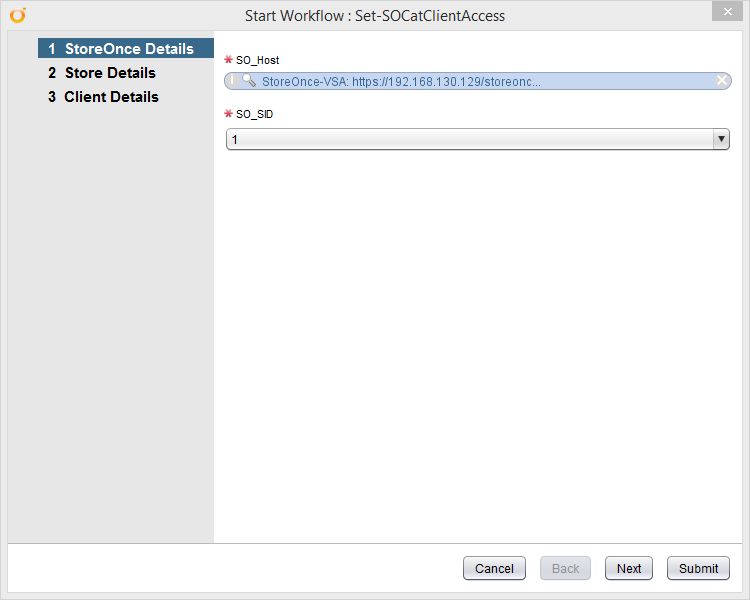 Start Workflow : Set-SOCatClientAccess
1 StoreOnce Details
2 Store Details
3 Client Details
* SO_Host
StoreOnce-VSA: https://192.168.130.129/storeonc...
* SO_SID
1
Cancel Back Next Submit